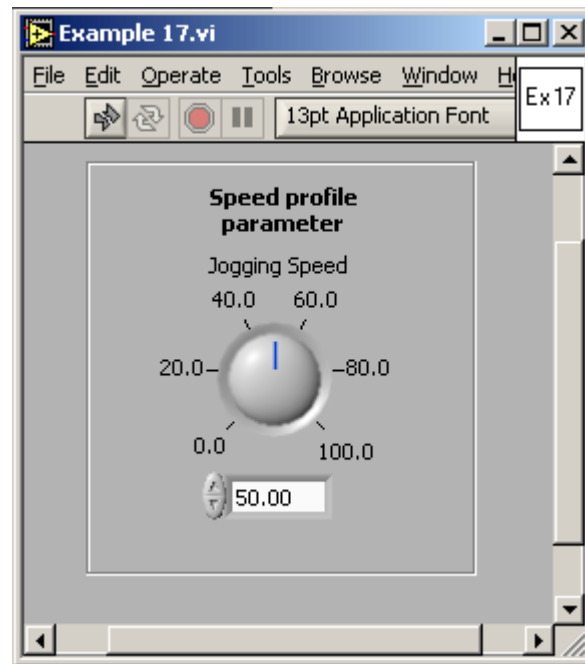 Example 17.vi
File Edit Operate Tools Browse Window
Ex 17
13pt Application Font
Speed profile
parameter
Jogging Speed
40.0 60.0
20.0 80.0
0.0 100.0
50.00